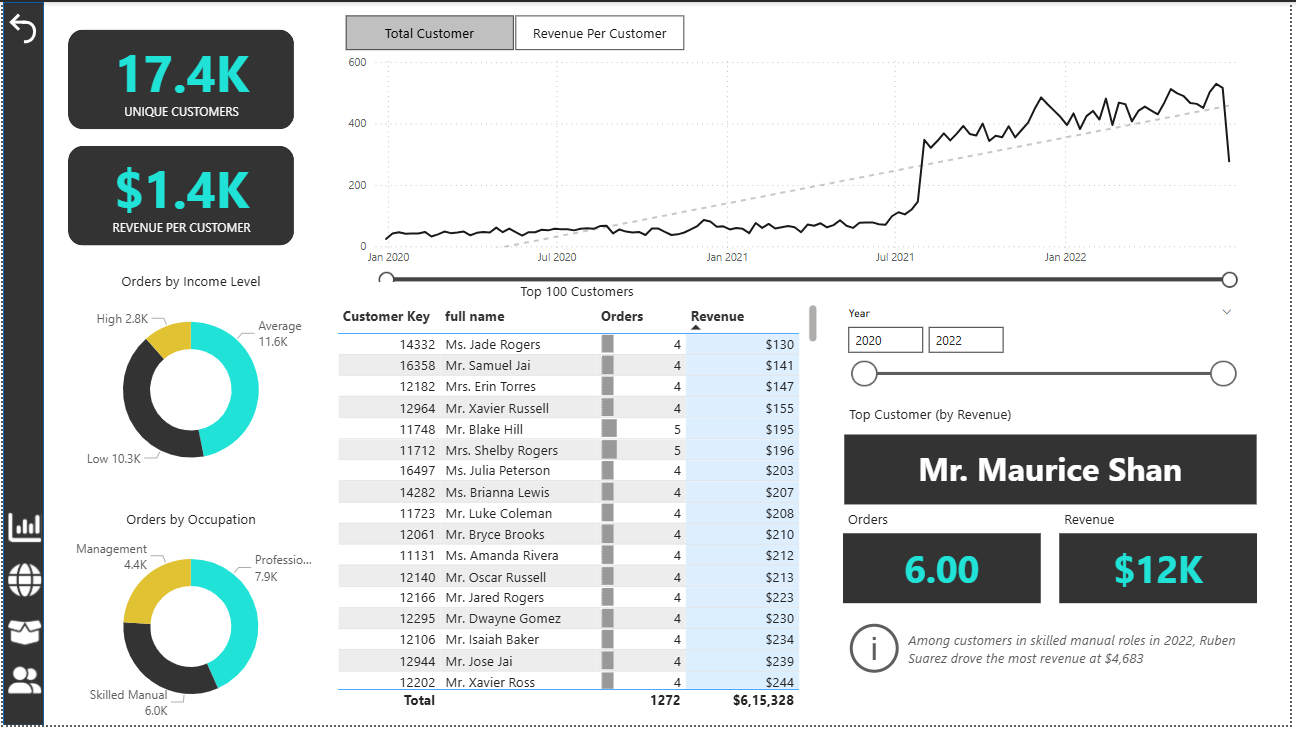 17.4K
UNIQUE CUSTOMERS
$1.4K
REVENUE PER CUSTOMER
Orders by Income Level
High 2.8K
Average
11.6K
Low 10.3K
Orders by Occupation
Management
4.4K
Professio...
7.9K
Skilled Manual
6.0K
Total Customer
Revenue Per Customer
600
400
200
0
Jan 2020 Jul 2020 Jan 2021 Jul 2021 Jan 2022
Top 100 Customers
Customer Key full name Orders Revenue
14332 Ms. Jade Rogers 4 $130
16358 Mr. Samuel Jai 4 $141
12182 Mrs. Erin Torres 4 $147
12964 Mr. Xavier Russell 4 $155
11748 Mr. Blake Hill 5 $195
11712 Mrs. Shelby Rogers 5 $196
16497 Ms. Julia Peterson 4 $203
14282 Ms. Brianna Lewis 4 $207
11723 Mr. Luke Coleman 4 $208
12061 Mr. Bryce Brooks 4 $210
11131 Ms. Amanda Rivera 4 $212
12140 Mr. Oscar Russell 4 $213
12166 Mr. Jared Rogers 4 $223
12295 Mr. Dwayne Gomez 4 $230
12106 Mr. Isaiah Baker 4 $234
12944 Mr. Jose Jai 4 $239
12202 Mr. Xavier Ross 4 $244
Total 1272 $6,15,328
Year
2020 2022
Top Customer (by Revenue)
Mr. Maurice Shan
Orders Revenue
6.00 $12K
i
Among customers in skilled manual roles in 2022, Ruben
Suarez drove the most revenue at $4,683